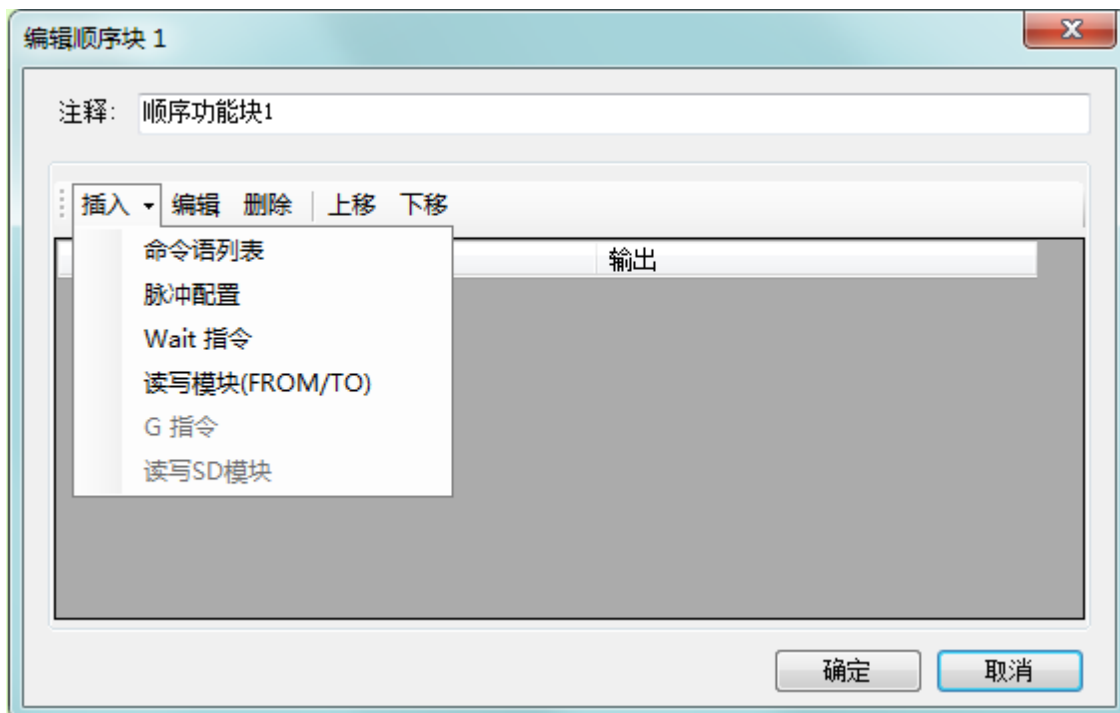 编辑顺序块 1
注释: 顺序功能块1
插入 编辑 删除 上移 下移
输出
命令语列表
脉冲配置
Wait 指令
读写模块(FROM/TO)
G 指令
读写SD模块
确定 取消